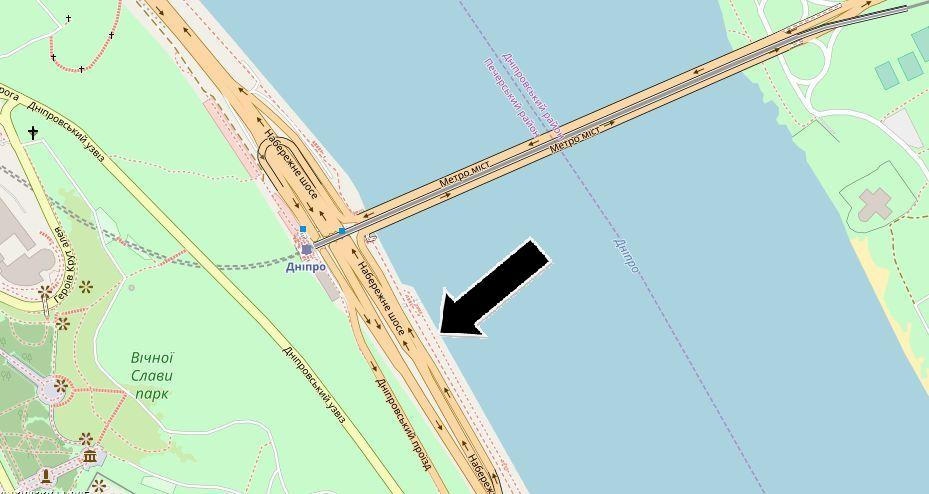 Дніпровський узвіз
Набережне шосе
Метро міст
Метро міст
Дніпровський район
Печерський район
Дніпро
Дніпро
Героїв Крут алея
Набережне шосе
Дніпровський узвіз
Дніпровський проїзд
Вічної
Слави
парк